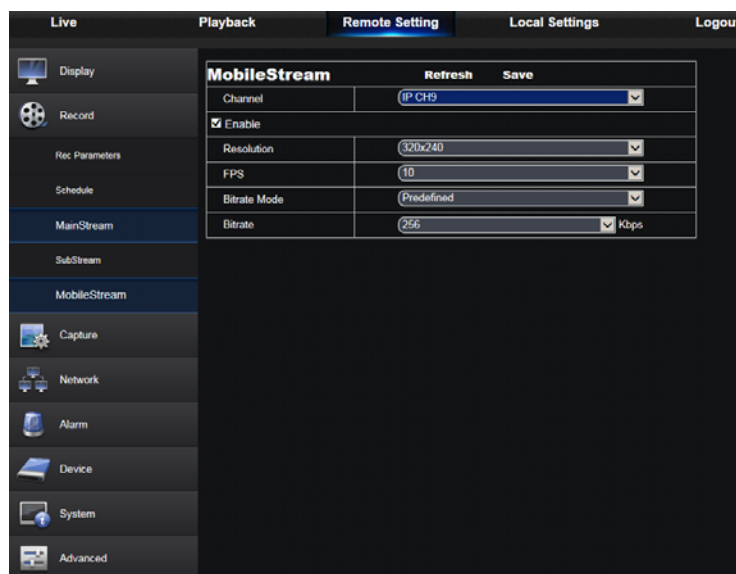 Live Playback Remote Setting Local Settings Logou
Display
Record
Rec Parameters
Schedule
MainStream
SubStream
MobileStream
Capture
Network
Alarm
Device
System
Advanced
MobileStream Refresh Save
Channel IP CH9
Enable
Resolution 320x240
FPS 10
Bitrate Mode Predefined
Bitrate 256 Kbps